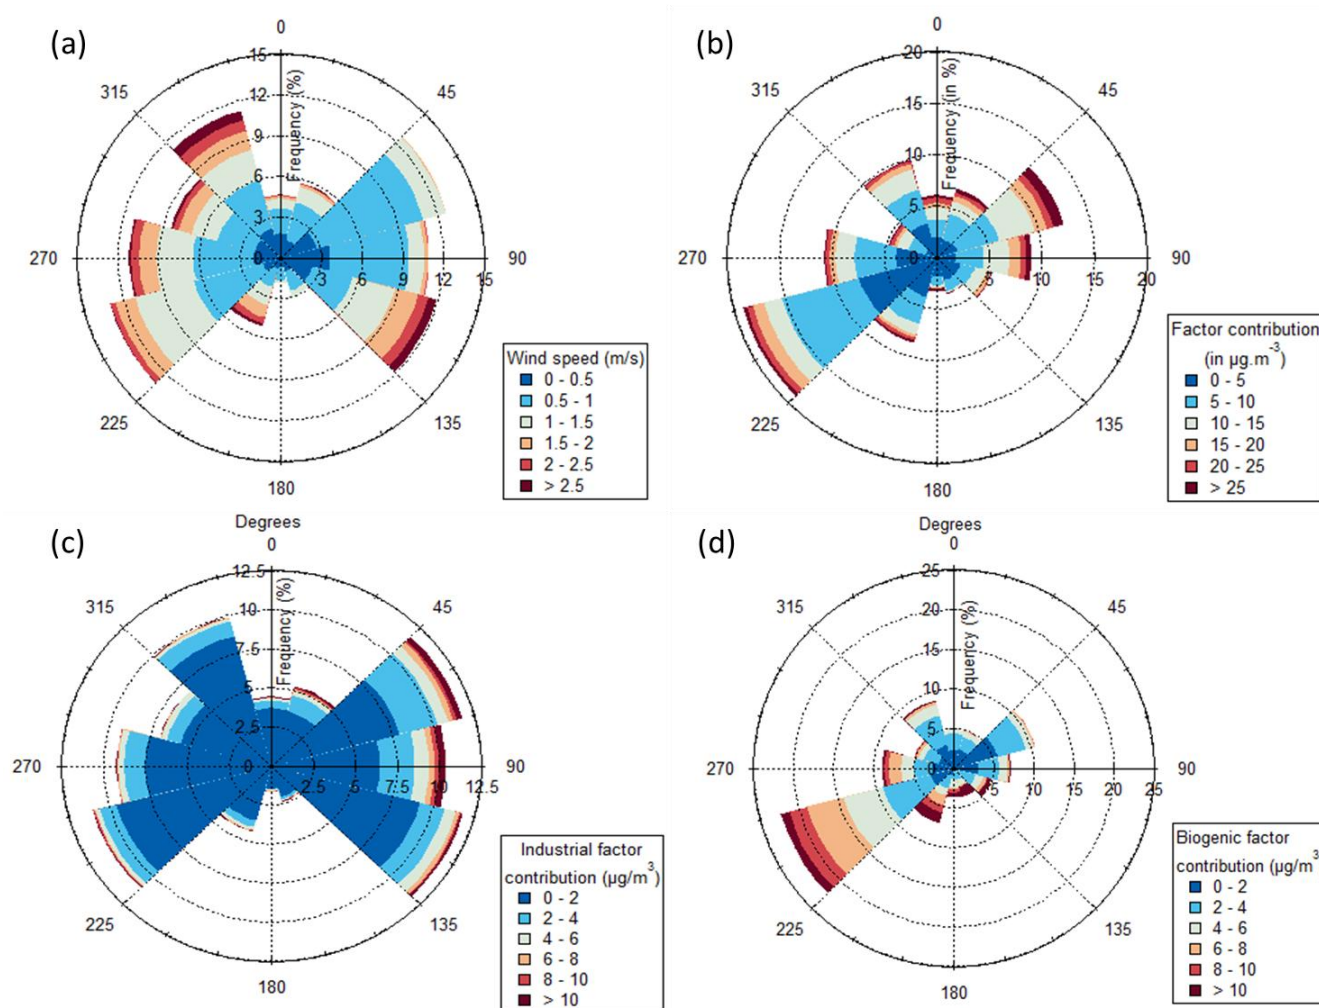 (a)
0
15
12
9
6
3
0
Frequency (%)
45
315
270
3
6
9
12
15
90
225
135
180
Wind speed (m/s)
0 - 0.5
0.5 - 1
1 - 1.5
1.5 - 2
2 - 2.5
> 2.5
(b)
0
20
15
10
5
0
Frequency (in %)
45
315
270
5
10
15
20
90
225
135
180
Factor contribution
(in µg.m⁻³)
0 - 5
5 - 10
10 - 15
15 - 20
20 - 25
> 25
(c)
Degrees
0
12.5
10
7.5
5
2.5
0
Frequency (%)
45
315
270
2.5
5
7.5
10
12.5
90
225
135
180
Industrial factor
contribution (µg/m³)
0 - 2
2 - 4
4 - 6
6 - 8
8 - 10
> 10
(d)
Degrees
0
25
20
15
10
5
0
Frequency (%)
45
315
270
5
10
15
20
25
90
225
135
180
Biogenic factor
contribution (µg/m³
0 - 2
2 - 4
4 - 6
6 - 8
8 - 10
> 10